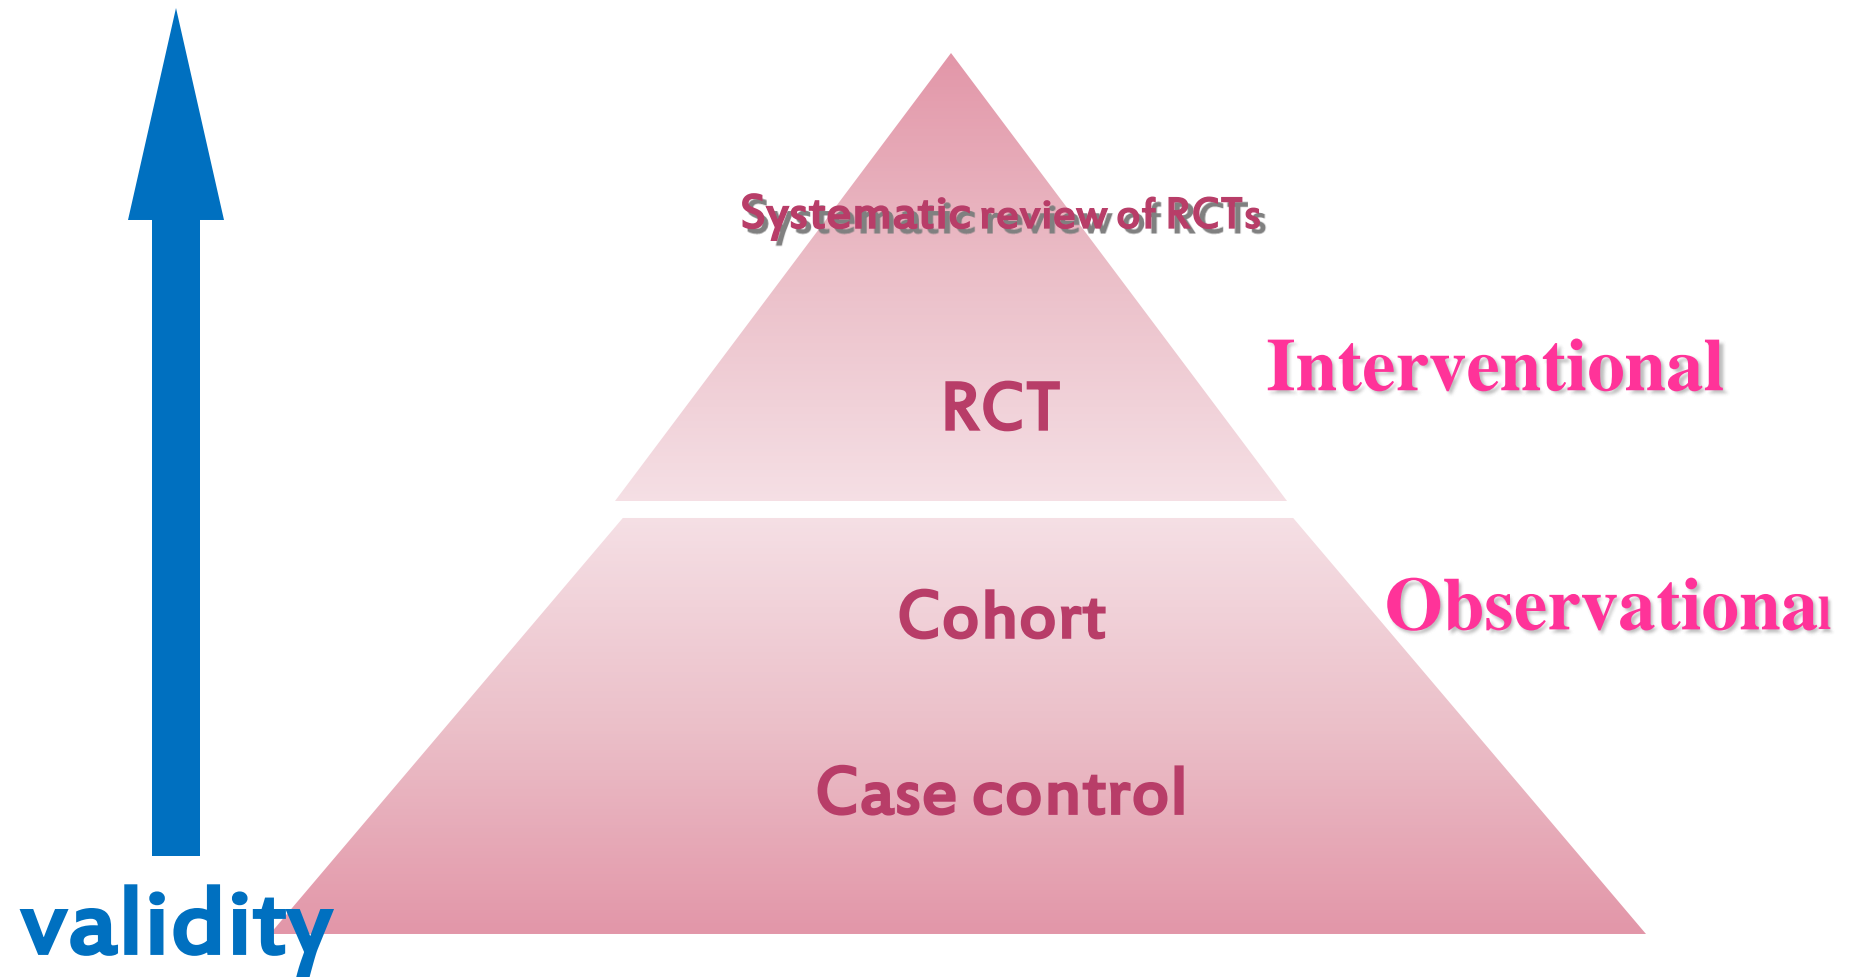 Systematic review of RCTs
Interventional
RCT
Cohort
Observational
Case control
validity